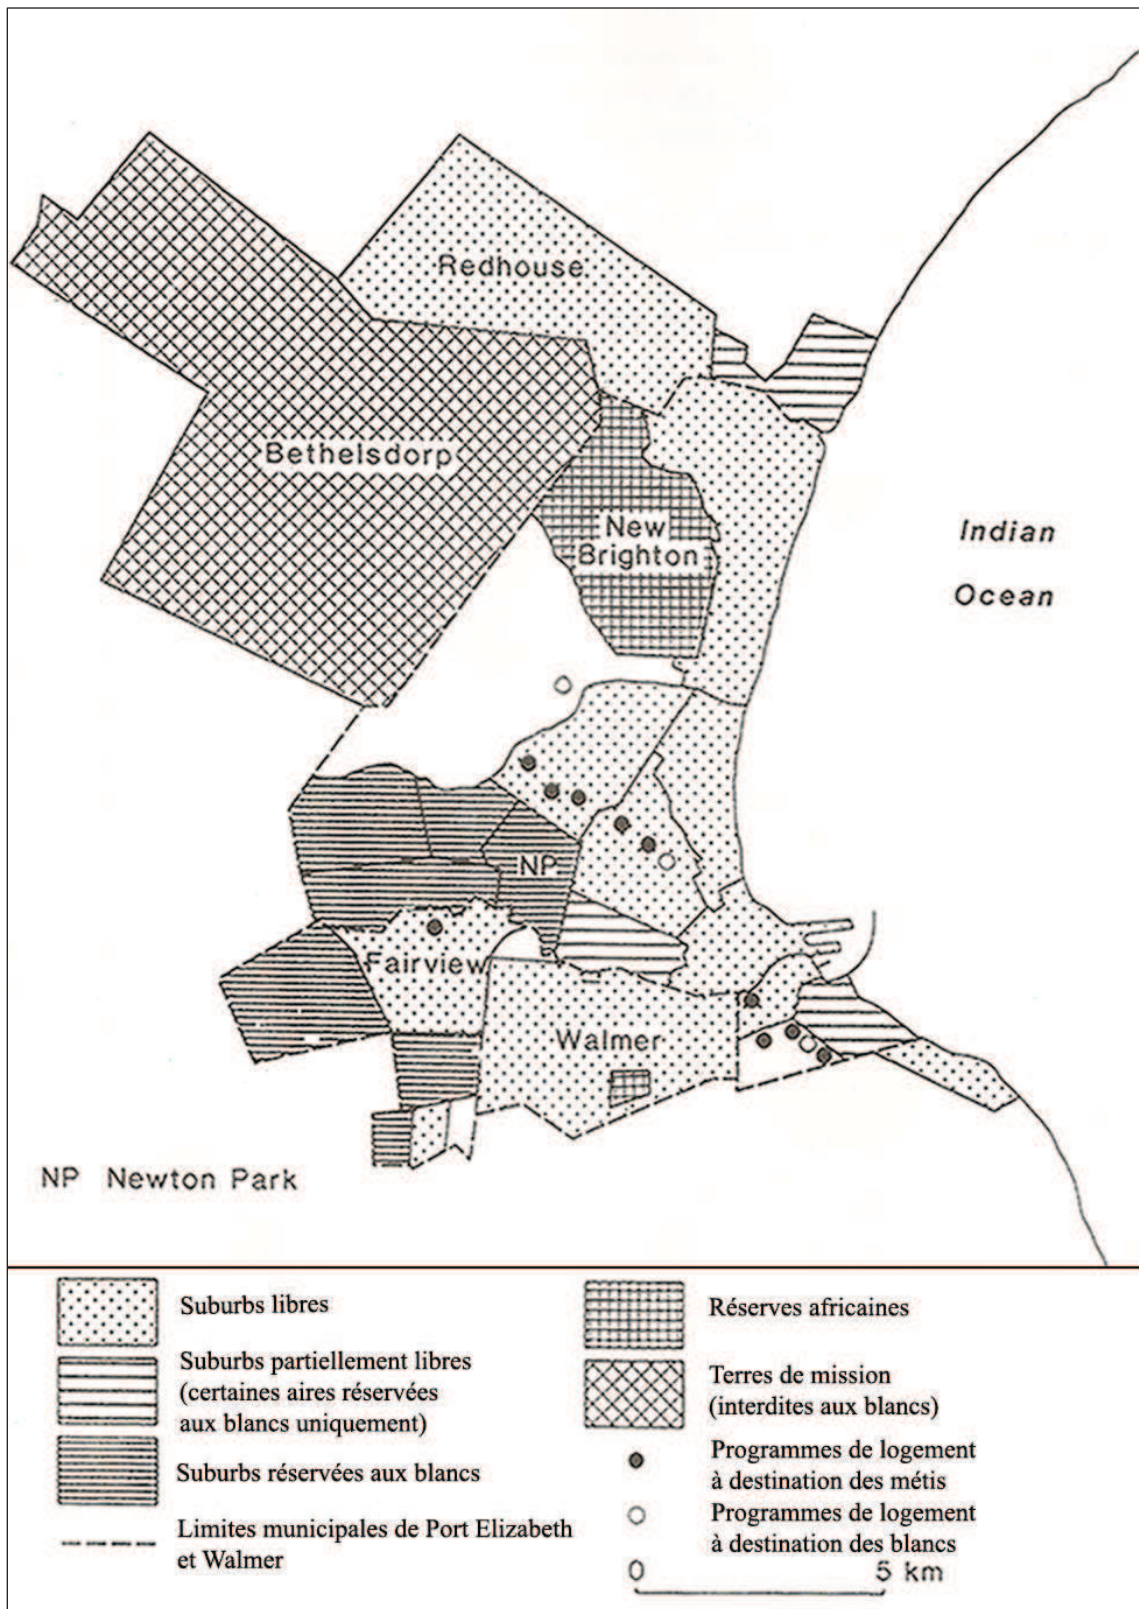 Redhouse
Bethelsdorp
New
Brighton
Indian
Ocean
NP
Fairview
Walmer
NP Newton Park
Suburbs libres
Suburbs partiellement libres
(certaines aires réservées
aux blancs uniquement)
Suburbs réservées aux blancs
Limites municipales de Port Elizabeth
et Walmer
Réserves africaines
Terres de mission
(interdites aux blancs)
Programmes de logement
à destination des métis
Programmes de logement
à destination des blancs
0 5 km